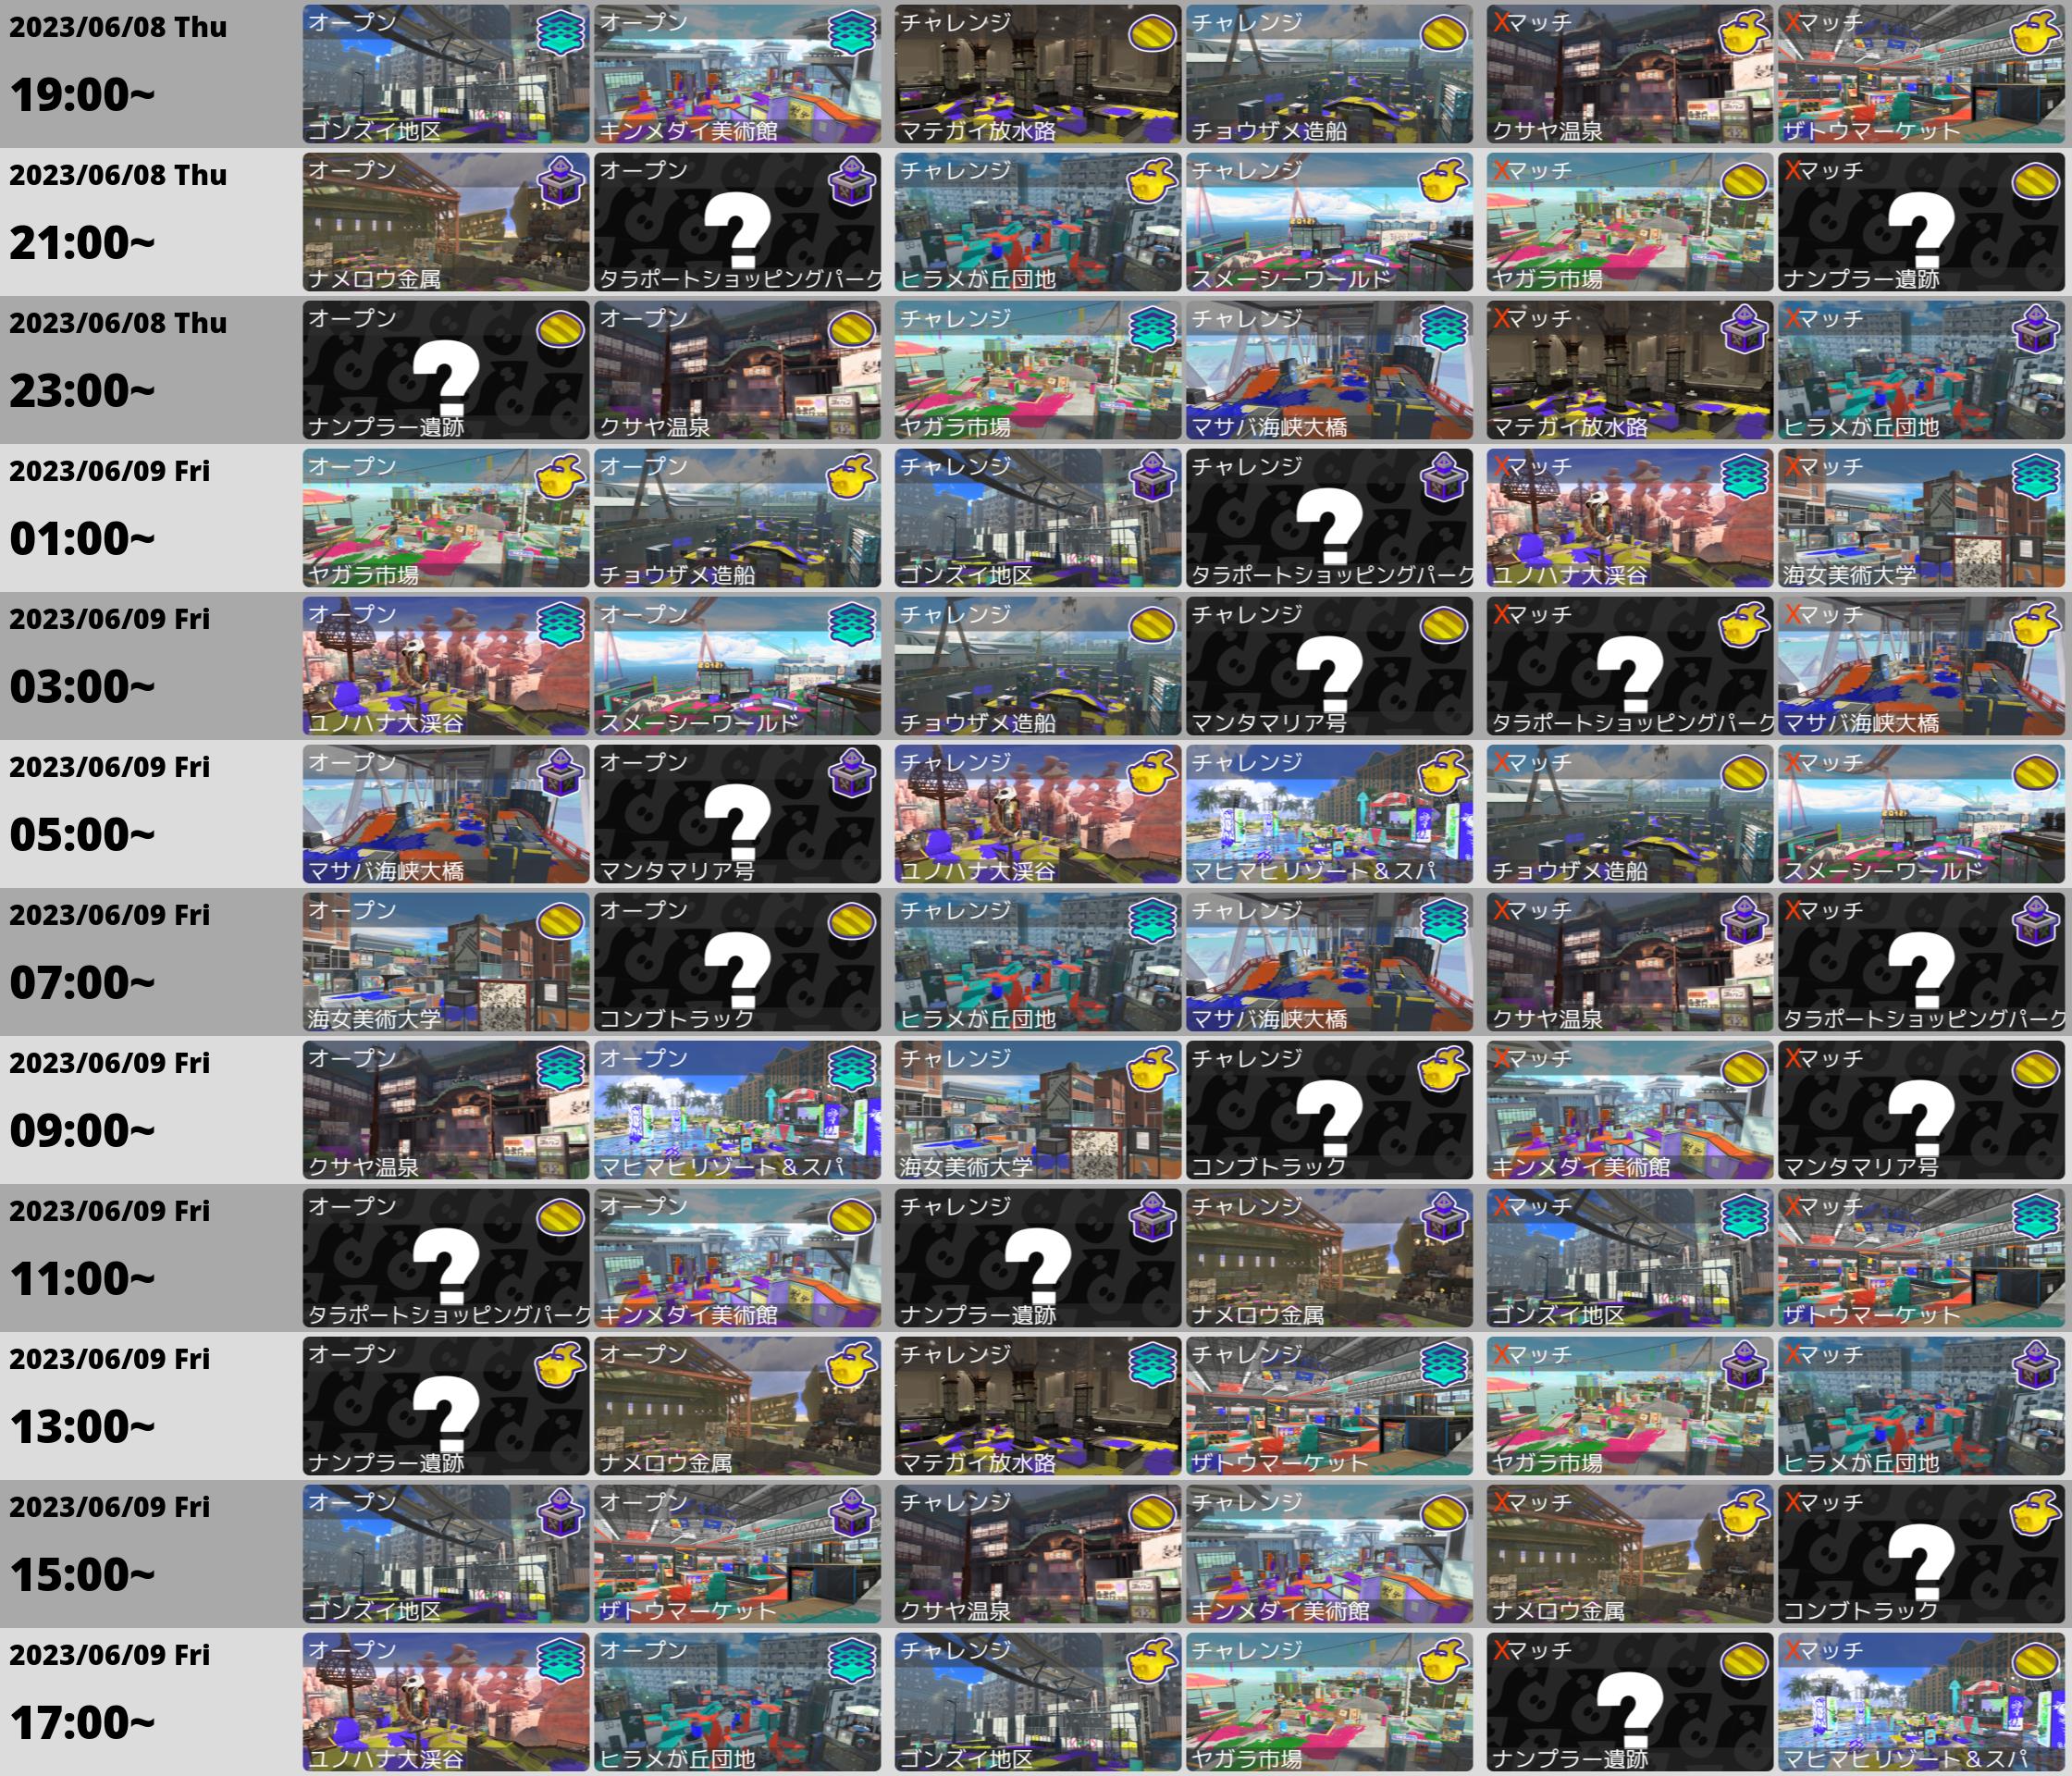 2023/06/08 Thu
19:00~
オープン
ゴンズイ地区
オープン
キンメダイ美術館
チャレンジ
マテガイ放水路
チャレンジ
チョウザメ造船
Xマッチ
クサヤ温泉
Xマッチ
ザトウマーケット
2023/06/08 Thu
21:00~
オープン
ナメロウ金属
オープン
タラポートショッピングパーク
チャレンジ
ヒラメが丘団地
チャレンジ
スメーシーワールド
Xマッチ
ヤガラ市場
Xマッチ
?
ナンプラー遺跡
2023/06/08 Thu
23:00~
オープン
?
ナンプラー遺跡
オープン
クサヤ温泉
チャレンジ
ヤガラ市場
チャレンジ
マサバ海峡大橋
Xマッチ
マテガイ放水路
Xマッチ
ヒラメが丘団地
2023/06/09 Fri
01:00~
オープン
ヤガラ市場
オープン
チョウザメ造船
チャレンジ
ゴンズイ地区
チャレンジ
?
タラポートショッピングパーク
Xマッチ
ユノハナ大渓谷
Xマッチ
海女美術大学
2023/06/09 Fri
03:00~
オープン
ユノハナ大渓谷
オープン
スメーシーワールド
チャレンジ
チョウザメ造船
チャレンジ
?
マンタマリア号
Xマッチ
?
タラポートショッピングパーク
Xマッチ
マサバ海峡大橋
2023/06/09 Fri
05:00~
オープン
マサバ海峡大橋
オープン
?
マンタマリア号
チャレンジ
ユノハナ大渓谷
チャレンジ
マヒマヒリゾート＆スパ
Xマッチ
チョウザメ造船
Xマッチ
スメーシーワールド
2023/06/09 Fri
07:00~
オープン
海女美術大学
オープン
?
コンブトラック
チャレンジ
ヒラメが丘団地
チャレンジ
マサバ海峡大橋
Xマッチ
クサヤ温泉
Xマッチ
?
タラポートショッピングパーク
2023/06/09 Fri
09:00~
オープン
クサヤ温泉
オープン
マヒマヒリゾート＆スパ
チャレンジ
海女美術大学
チャレンジ
?
コンブトラック
Xマッチ
キンメダイ美術館
Xマッチ
?
マンタマリア号
2023/06/09 Fri
11:00~
オープン
?
タラポートショッピングパーク
オープン
キンメダイ美術館
チャレンジ
?
ナンプラー遺跡
チャレンジ
ナメロウ金属
Xマッチ
ゴンズイ地区
Xマッチ
ザトウマーケット
2023/06/09 Fri
13:00~
オープン
?
ナンプラー遺跡
オープン
ナメロウ金属
チャレンジ
マテガイ放水路
チャレンジ
ザトウマーケット
Xマッチ
ヤガラ市場
Xマッチ
ヒラメが丘団地
2023/06/09 Fri
15:00~
オープン
ゴンズイ地区
オープン
ザトウマーケット
チャレンジ
クサヤ温泉
チャレンジ
キンメダイ美術館
Xマッチ
ナメロウ金属
Xマッチ
?
コンブトラック
2023/06/09 Fri
17:00~
オープン
ユノハナ大渓谷
オープン
ヒラメが丘団地
チャレンジ
ゴンズイ地区
チャレンジ
ヤガラ市場
Xマッチ
?
ナンプラー遺跡
Xマッチ
マヒマヒリゾート＆スパ